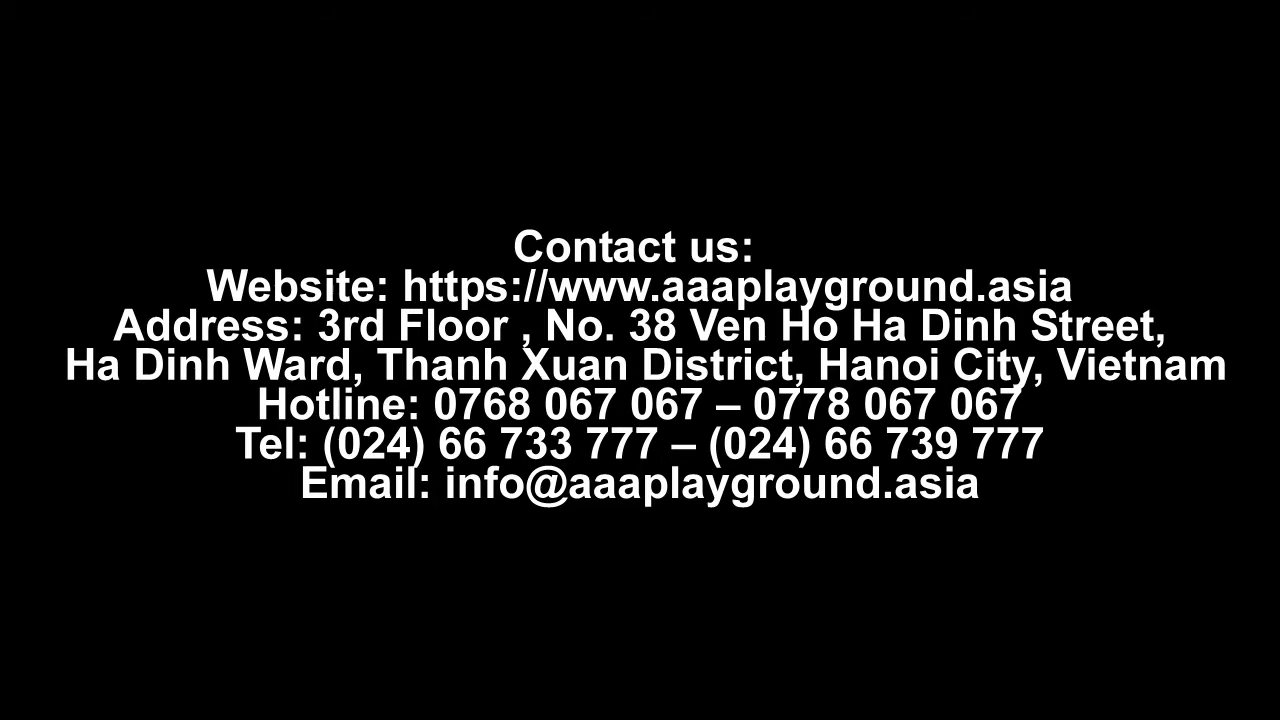 Contact us:
Website: https://www.aaaplayground.asia
Address: 3rd Floor , No. 38 Ven Ho Ha Dinh Street,
Ha Dinh Ward, Thanh Xuan District, Hanoi City, Vietnam
Hotline: 0768 067 067 – 0778 067 067
Tel: (024) 66 733 777 – (024) 66 739 777
Email: info@aaaplayground.asia